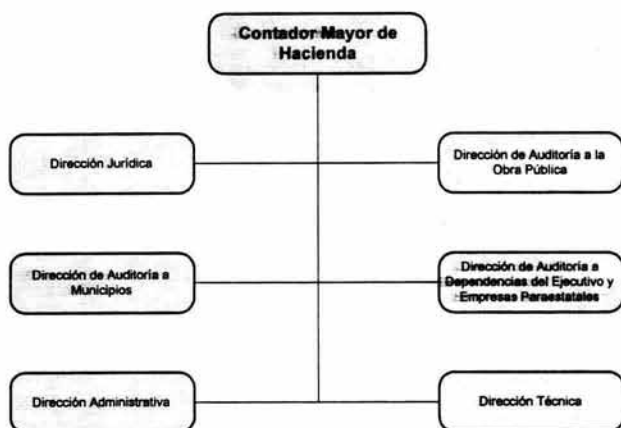 Contador Mayor de
Hacienda
Dirección Jurídica
Dirección de Auditoría a la
Obra Pública
Dirección de Auditoría a
Municipios
Dirección de Auditoría a
Dependencias del Ejecutivo y
Empresas Paraestatales
Dirección Administrativa
Dirección Técnica